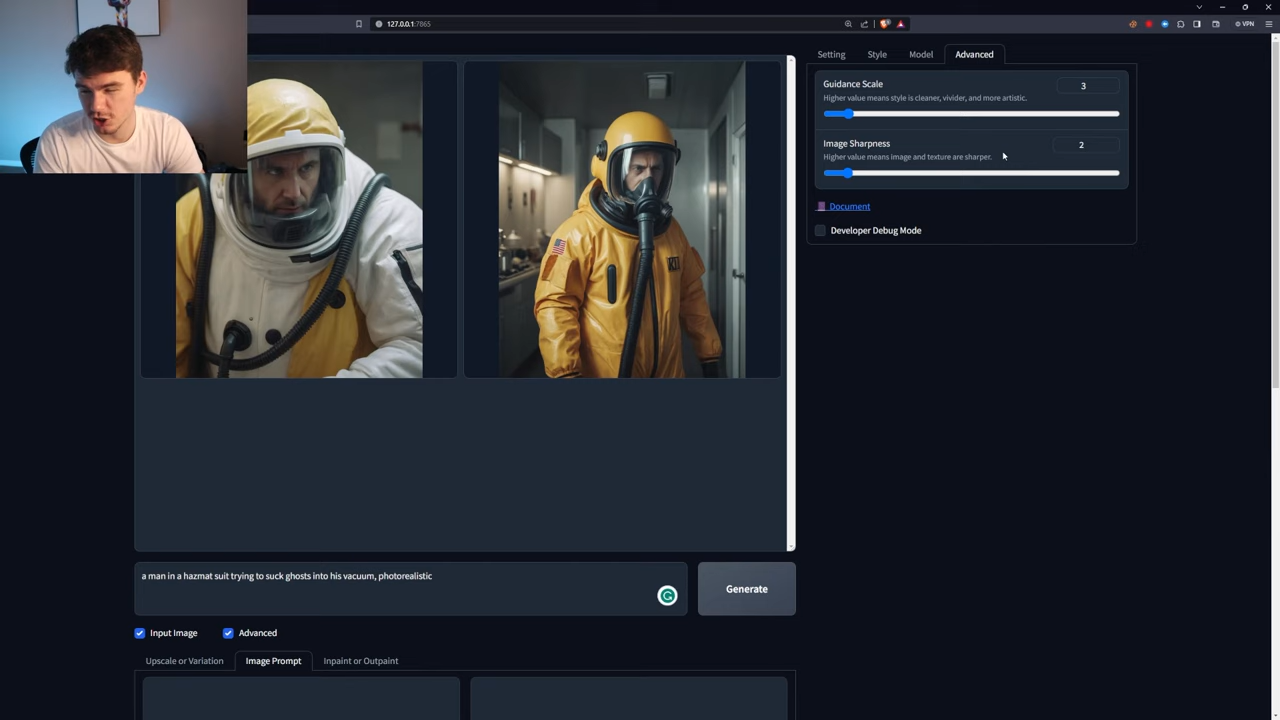 127.0.0.1:7865
VPN
Setting
Style
Model
Advanced
Guidance Scale
3
Higher value means style is cleaner, vivider, and more artistic.
Image Sharpness
2
Higher value means image and texture are sharper.
Document
Developer Debug Mode
a man in a hazmat suit trying to suck ghosts into his vacuum, photorealistic
Generate
Input Image
Advanced
Upscale or Variation
Image Prompt
Inpaint or Outpaint